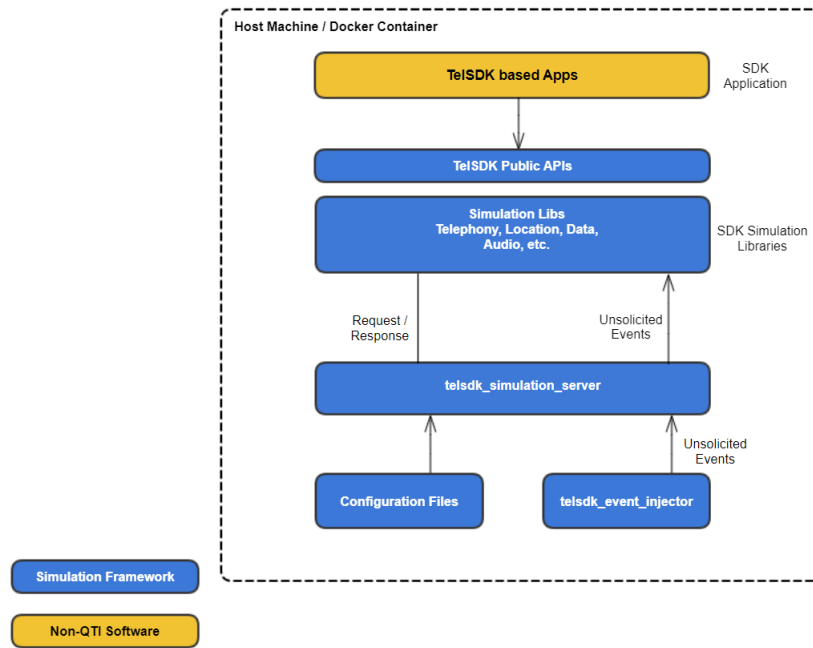 Host Machine / Docker Container
TelSDK based Apps
SDK
Application
TelSDK Public APIs
Simulation Libs
Telephony, Location, Data,
Audio, etc.
SDK Simulation
Libraries
Request /
Response
Unsolicited
Events
telsdk_simulation_server
Unsolicited
Events
Configuration Files
telsdk_event_injector
Simulation Framework
Non-QTI Software